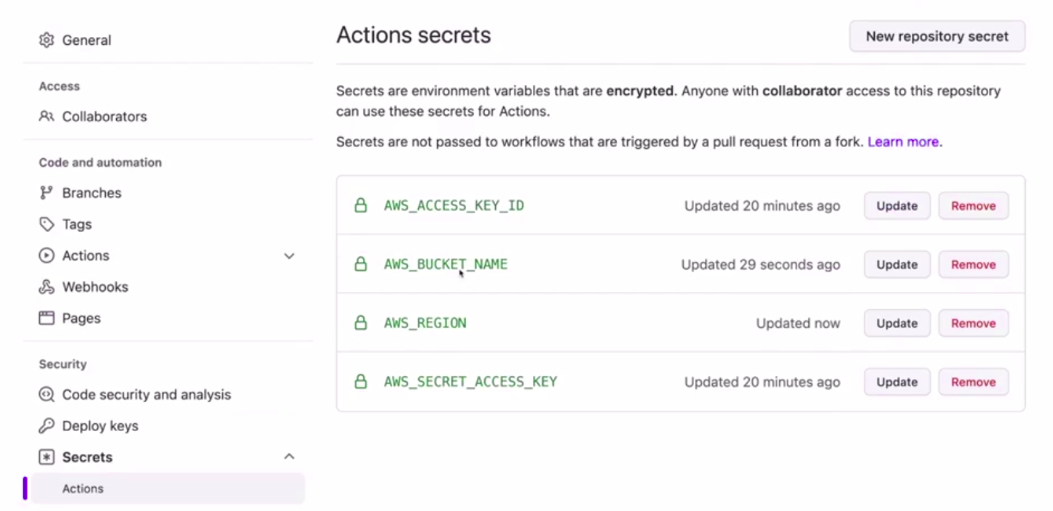 General
Access
Collaborators
Code and automation
Branches
Tags
Actions
Webhooks
Pages
Security
Code security and analysis
Deploy keys
Secrets
Actions
Actions secrets
New repository secret
Secrets are environment variables that are encrypted. Anyone with collaborator access to this repository
can use these secrets for Actions.
Secrets are not passed to workflows that are triggered by a pull request from a fork. Learn more.
AWS_ACCESS_KEY_ID Updated 20 minutes ago Update Remove
AWS_BUCKET_NAME Updated 29 seconds ago Update Remove
AWS_REGION Updated now Update Remove
AWS_SECRET_ACCESS_KEY Updated 20 minutes ago Update Remove